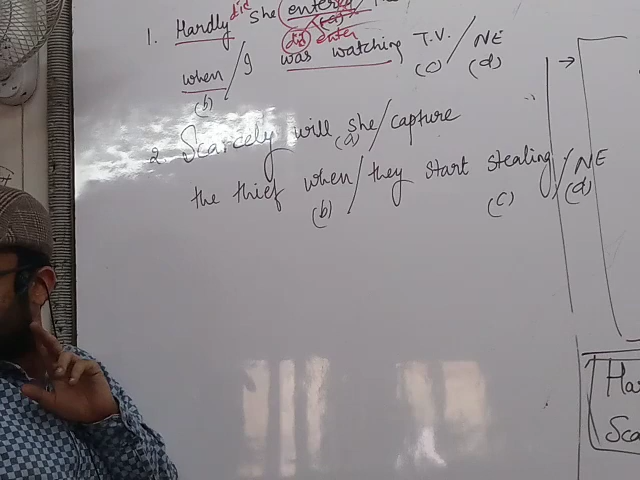 did
1. Hardly she entered
(a)
did enter
when / I was watching T.V. / NE
(b) (c) (d)
2. Scarcely will she / capture
(a)
the thief when / they start stealing / NE
(b) (c) (d)
→